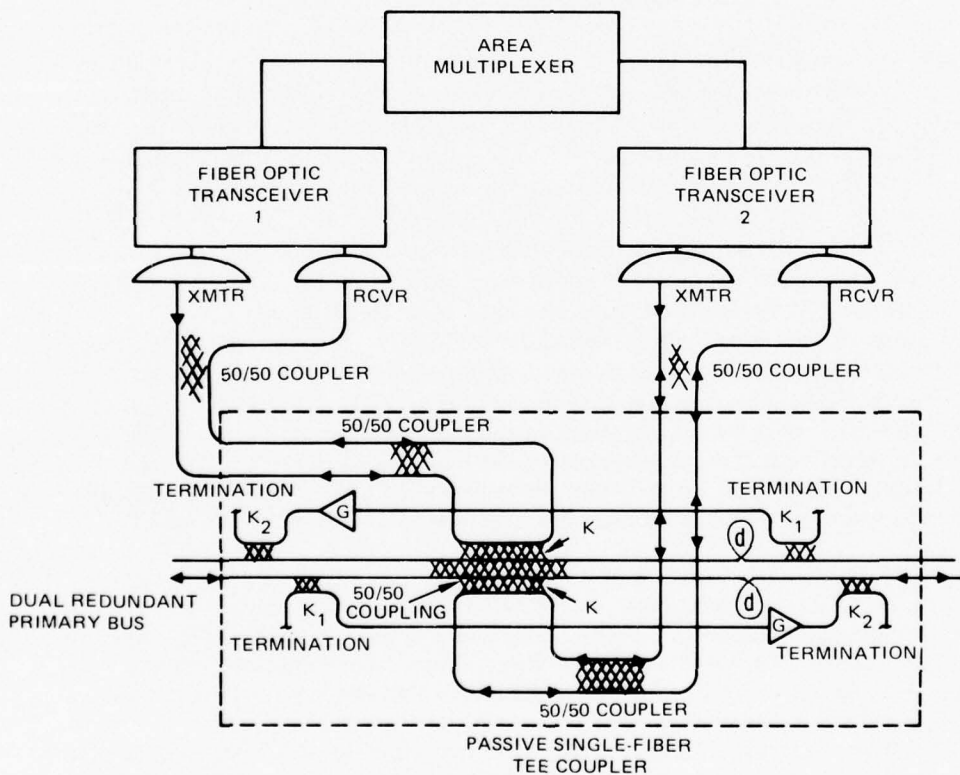 AREA
MULTIPLEXER
FIBER OPTIC
TRANSCEIVER
1
FIBER OPTIC
TRANSCEIVER
2
XMTR
RCVR
XMTR
RCVR
50/50 COUPLER
50/50 COUPLER
50/50 COUPLER
TERMINATION
TERMINATION
K2
G
K
K1
d
DUAL REDUNDANT
PRIMARY BUS
50/50
COUPLING
K
d
K1
K2
TERMINATION
G
TERMINATION
50/50 COUPLER
PASSIVE SINGLE-FIBER
TEE COUPLER